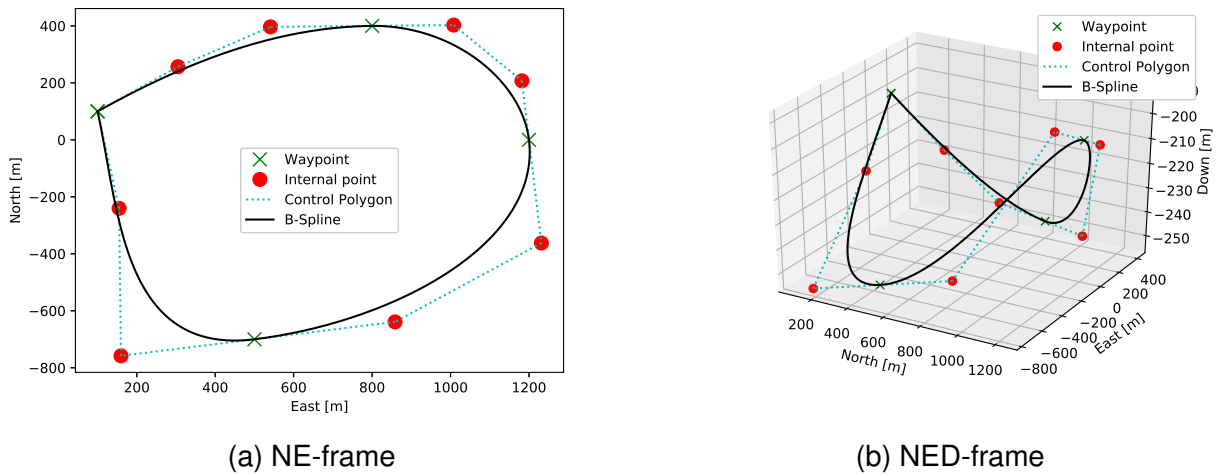 400
200
0
−200
−400
−600
−800
North [m]
200
400
600
800
1000
1200
East [m]
Waypoint
Internal point
Control Polygon
B-Spline
(a) NE-frame
Waypoint
Internal point
Control Polygon
B-Spline
−200
−210
−220
−230
−240
−250
Down [m]
400
200
0
−200
−400
−600
−800
East [m]
200
400
600
800
1000
1200
North [m]
(b) NED-frame